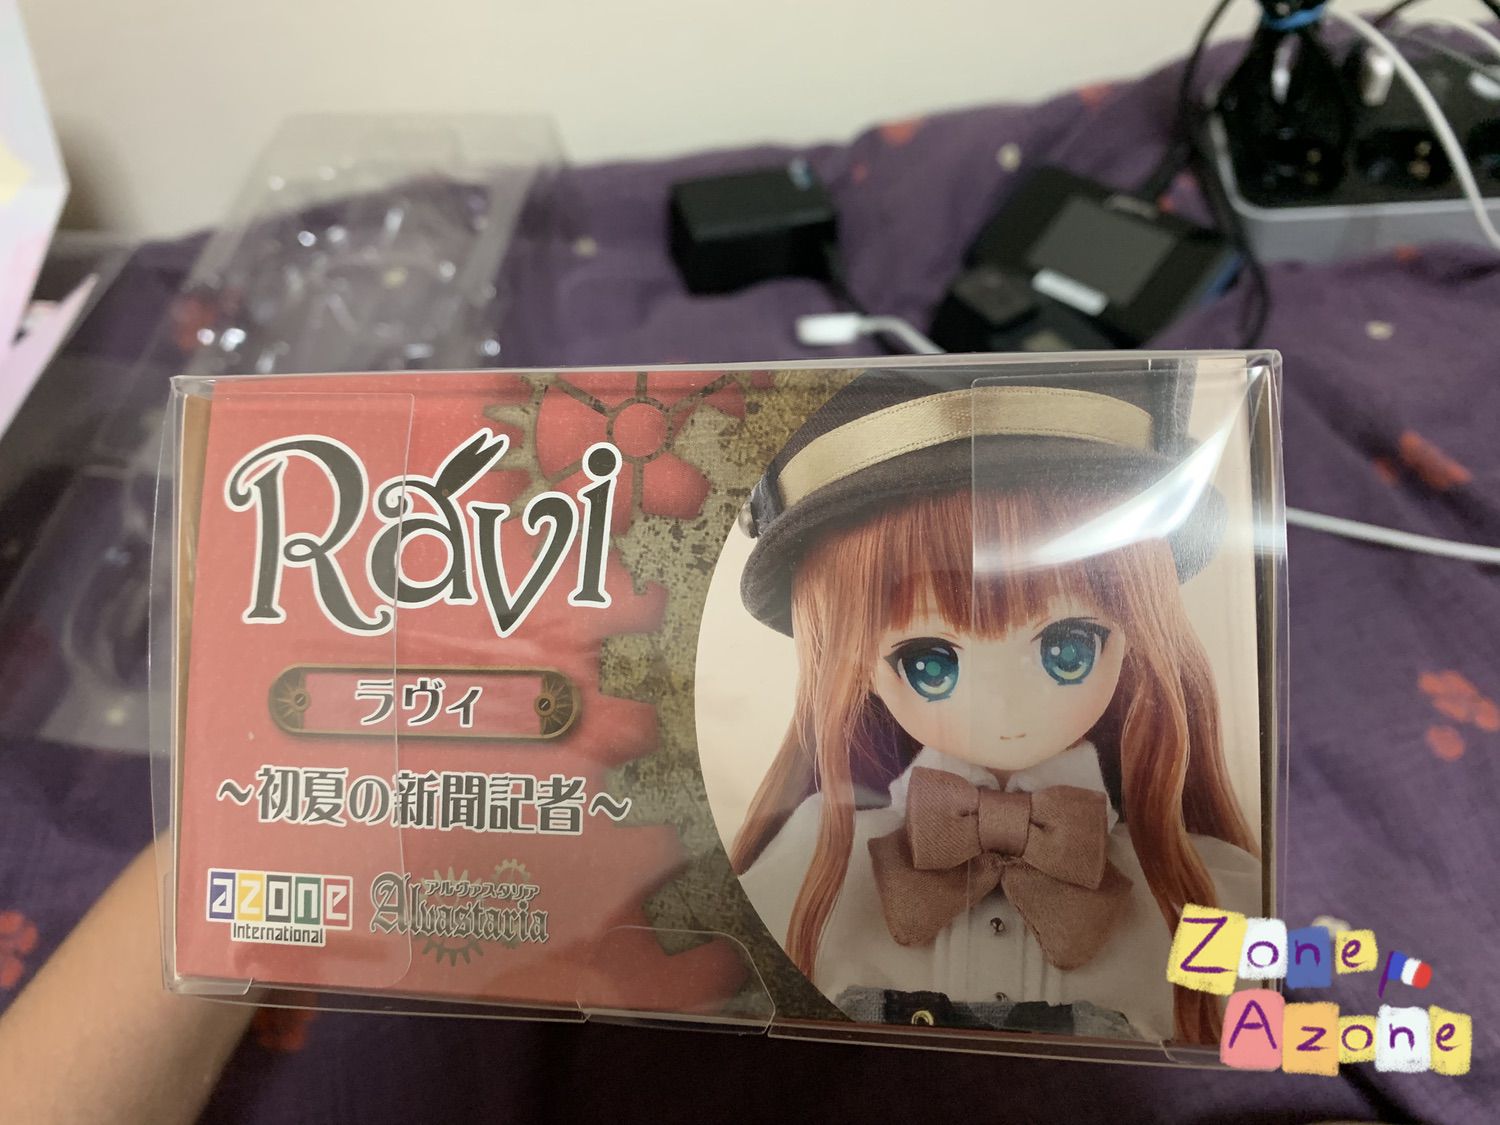 Ravi
ラヴィ
～初夏の新聞記者～
azone
International
アルヴァスタリア
Alvastaria
Zone
Azone